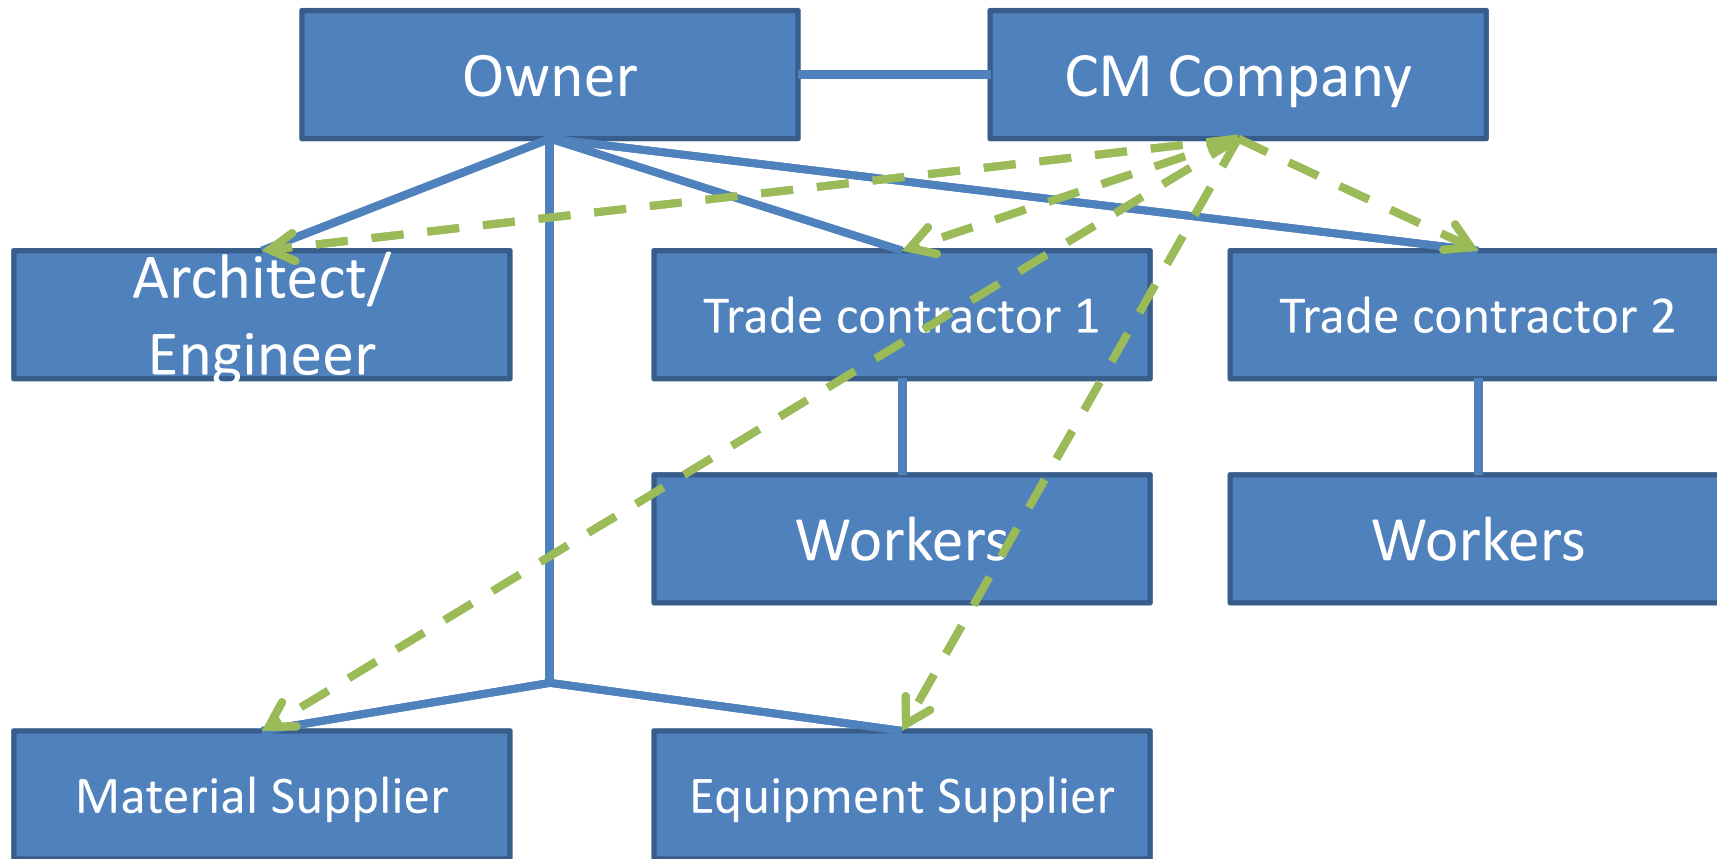 Owner
CM Company
Architect/
Engineer
Trade contractor 1
Trade contractor 2
Workers
Workers
Material Supplier
Equipment Supplier